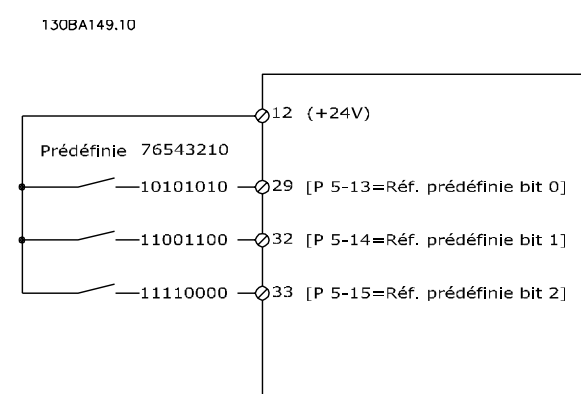 130BA149.10
12 (+24V)
Prédéfinie 76543210
10101010 29 [P 5-13=Réf. prédéfinie bit 0]
11001100 32 [P 5-14=Réf. prédéfinie bit 1]
11110000 33 [P 5-15=Réf. prédéfinie bit 2]